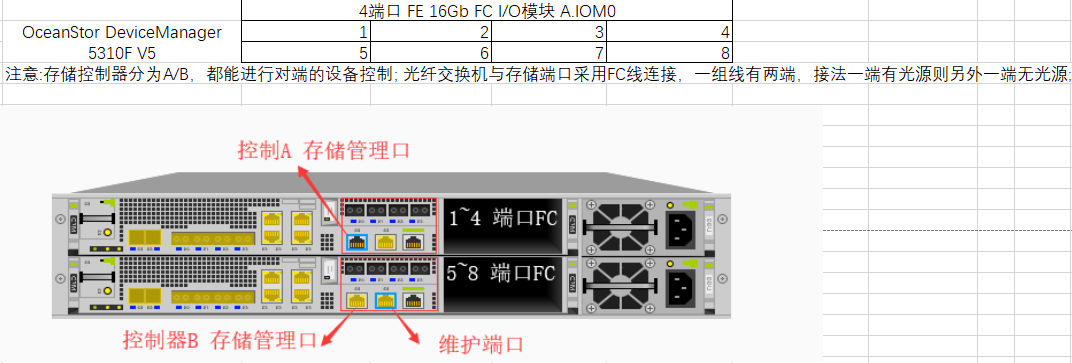 4端口 FE 16Gb FC I/O模块 A.IOM0
OceanStor DeviceManager
5310F V5
1 2 3 4
5 6 7 8
注意:存储控制器分为A/B，都能进行对端的设备控制; 光纤交换机与存储端口采用FC线连接，一组线有两端，接法一端有光源则另外一端无光源;
控制A 存储管理口
1~4 端口FC
5~8 端口FC
控制器B 存储管理口
维护端口